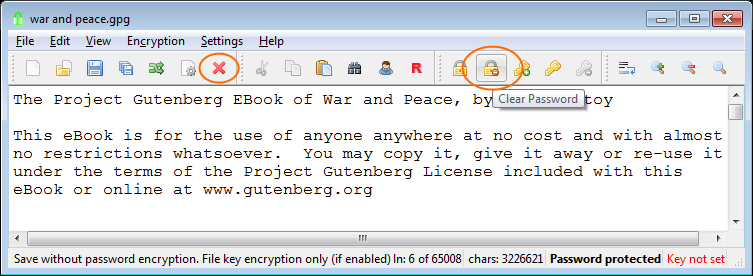 war and peace.gpg
File Edit View Encryption Settings Help
R
Clear Password
The Project Gutenberg EBook of War and Peace, by toy
This eBook is for the use of anyone anywhere at no cost and with almost
no restrictions whatsoever.  You may copy it, give it away or re-use it
under the terms of the Project Gutenberg License included with this
eBook or online at www.gutenberg.org
Save without password encryption. File key encryption only (if enabled) ln: 6 of 65008 chars: 3226621 Password protected Key not set